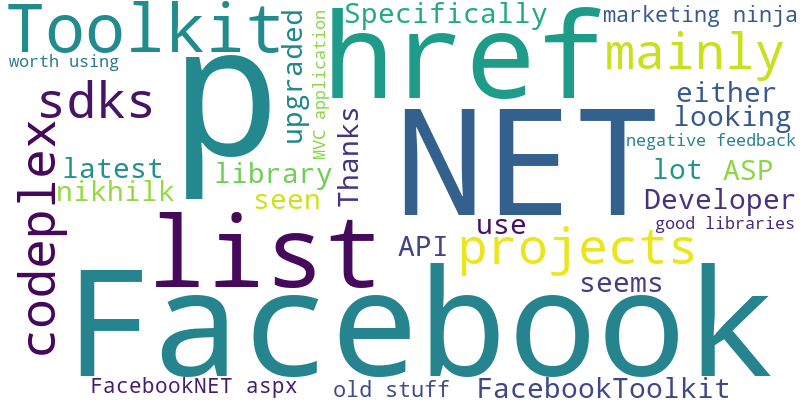 Toolkit
Specifically
marketing ninja
worth using
p
href
mainly
upgraded
MVC application
sdks
NET
either
looking
negative feedback
codeplex
latest
library
Thanks
lot
ASP
nikhilk
seen
Developer
list
use
good libraries
API
projects
seems
Facebook
FacebookNET aspx
old stuff
FacebookToolkit